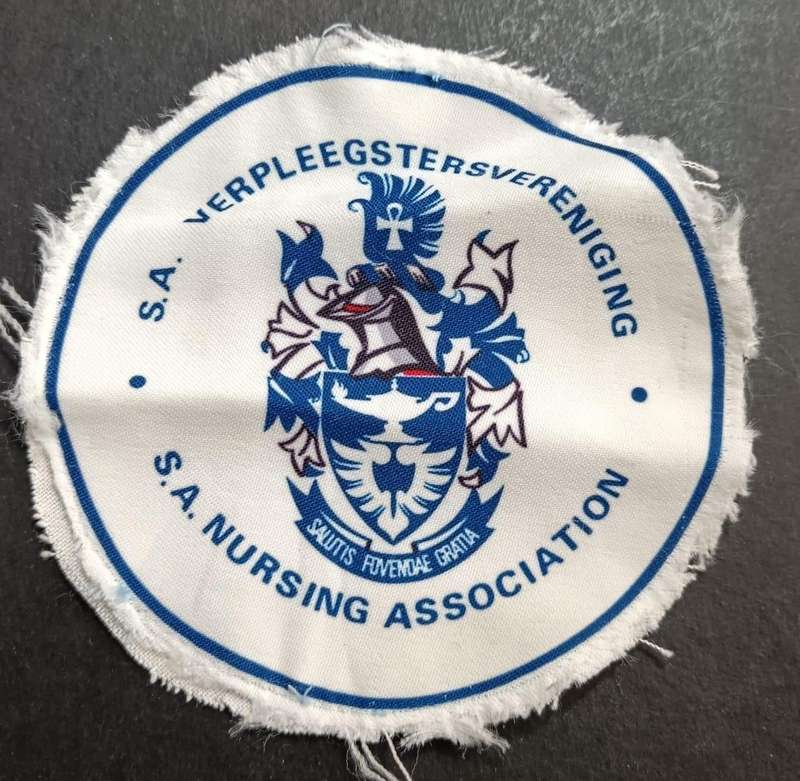 S.A. VERPLEEGSTERSVERENIGING
SALUTIS FOVENDAE GRATIA
S.A. NURSING ASSOCIATION